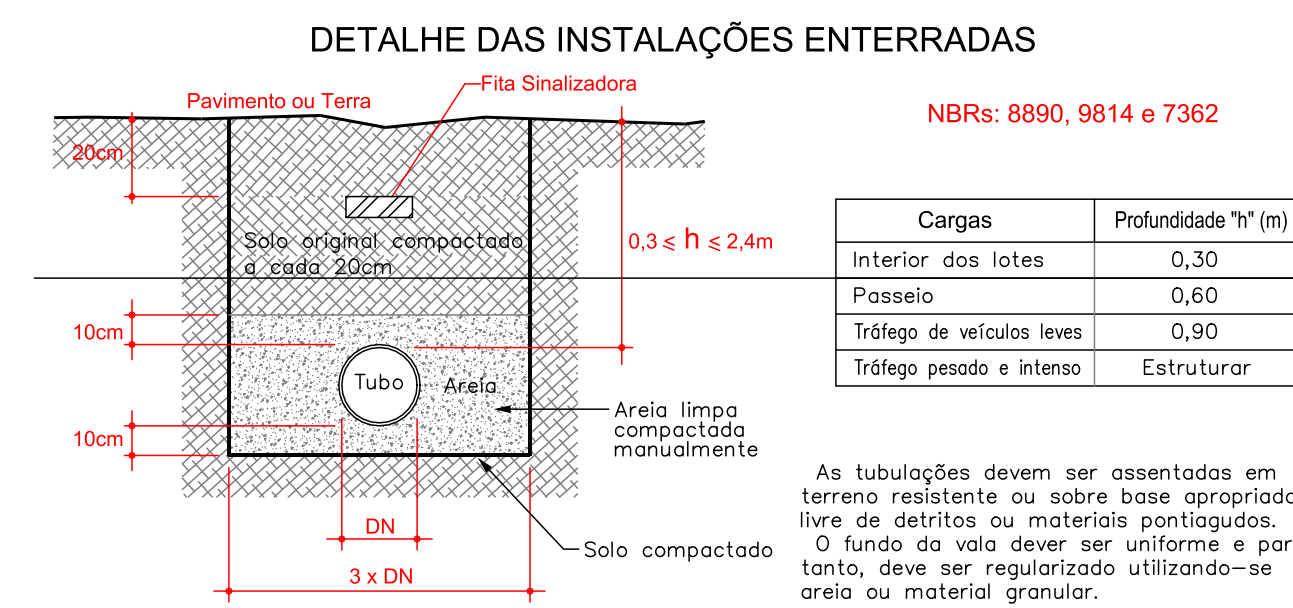 DETALHE DAS INSTALAÇÕES ENTERRADAS
Fita Sinalizadora
Pavimento ou Terra
NBRs: 8890, 9814 e 7362
20cm
Solo original compactado
a cada 20cm
0,3 ≤ h ≤ 2,4m
10cm
Tubo
Areia
10cm
Areia limpa
compactada
manualmente
DN
Solo compactado
3 x DN
Cargas Profundidade "h" (m)
Interior dos lotes 0,30
Passeio 0,60
Tráfego de veículos leves 0,90
Tráfego pesado e intenso Estruturar
As tubulações devem ser assentadas em
terreno resistente ou sobre base apropriada
livre de detritos ou materiais pontiagudos.
O fundo da vala dever ser uniforme e par
tanto, deve ser regularizado utilizando-se
areia ou material granular.